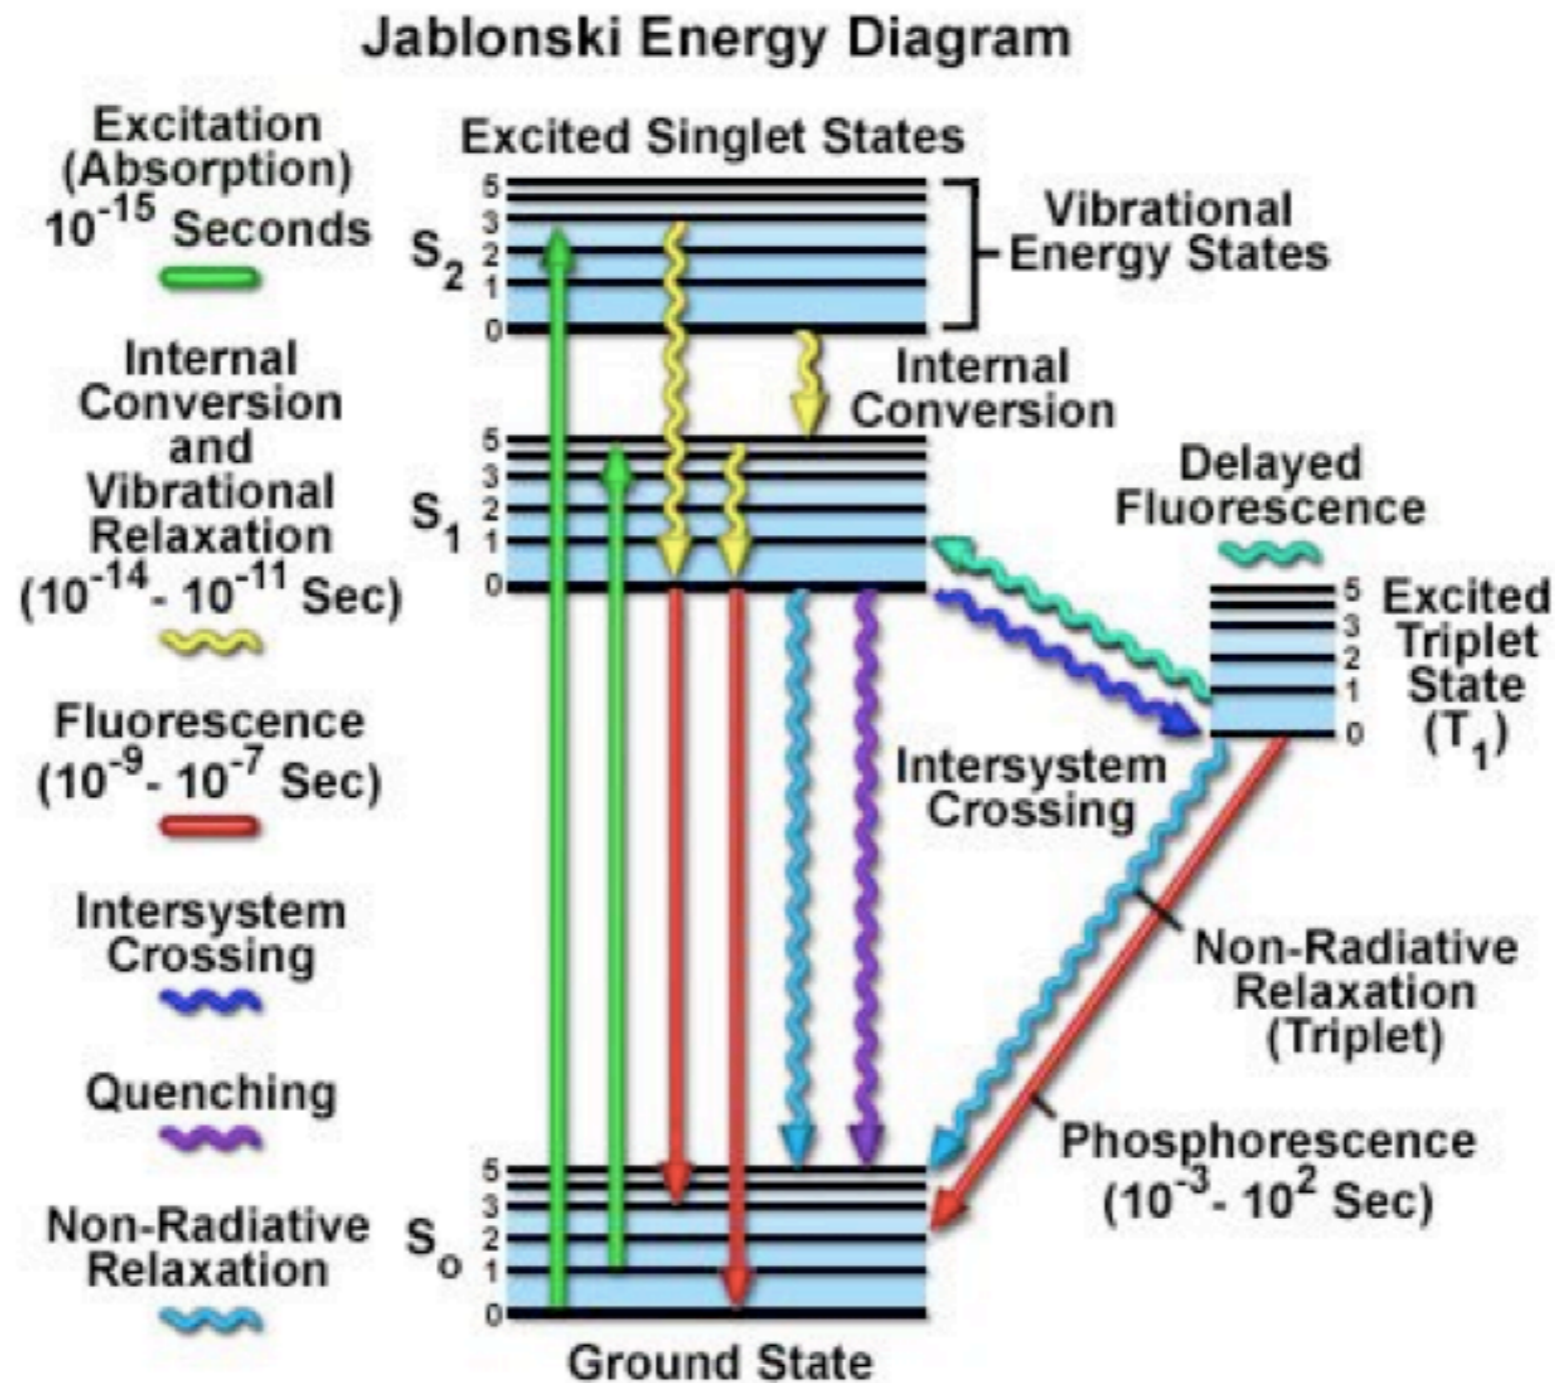 Jablonski Energy Diagram
Excitation
(Absorption)
10⁻¹⁵ Seconds
Internal
Conversion
and
Vibrational
Relaxation
(10⁻¹⁴- 10⁻¹¹ Sec)
Fluorescence
(10⁻⁹- 10⁻⁷ Sec)
Intersystem
Crossing
Quenching
Non-Radiative
Relaxation
Excited Singlet States
S₂
5
3
2
1
0
Vibrational
Energy States
Internal
Conversion
S₁
5
3
2
1
0
Delayed
Fluorescence
5
3
2
1
0
Excited
Triplet
State
(T₁)
Intersystem
Crossing
Non-Radiative
Relaxation
(Triplet)
Phosphorescence
(10⁻³- 10² Sec)
S₀
5
3
2
1
0
Ground State